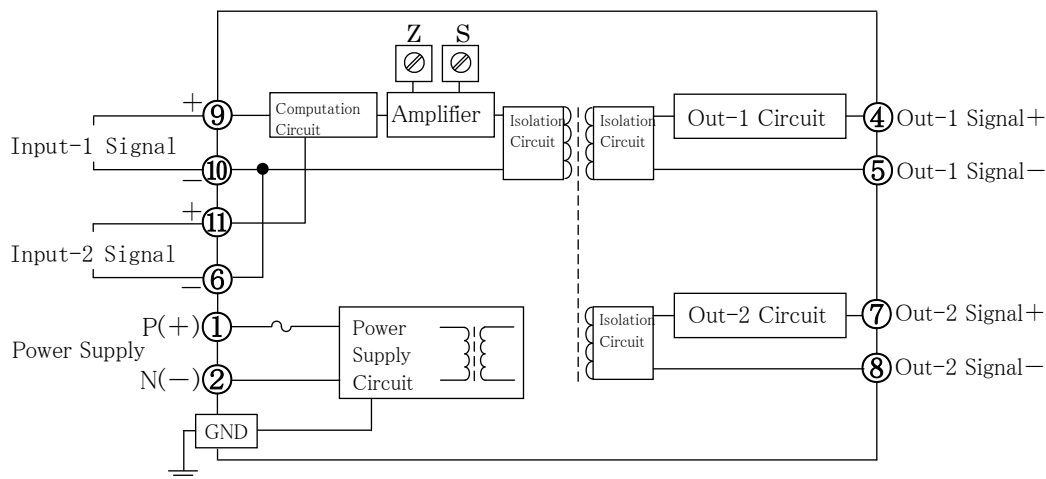 Z S
Computation
Circuit
Amplifier
Isolation
Circuit
Isolation
Circuit
Out-1 Circuit
+ ⑨
Input-1 Signal
− ⑩
④ Out-1 Signal+
⑤ Out-1 Signal−
+ ⑪
Input-2 Signal
− ⑥
Isolation
Circuit
Out-2 Circuit
⑦ Out-2 Signal+
⑧ Out-2 Signal−
P(+) ①
Power Supply
N(−) ②
Power
Supply
Circuit
GND